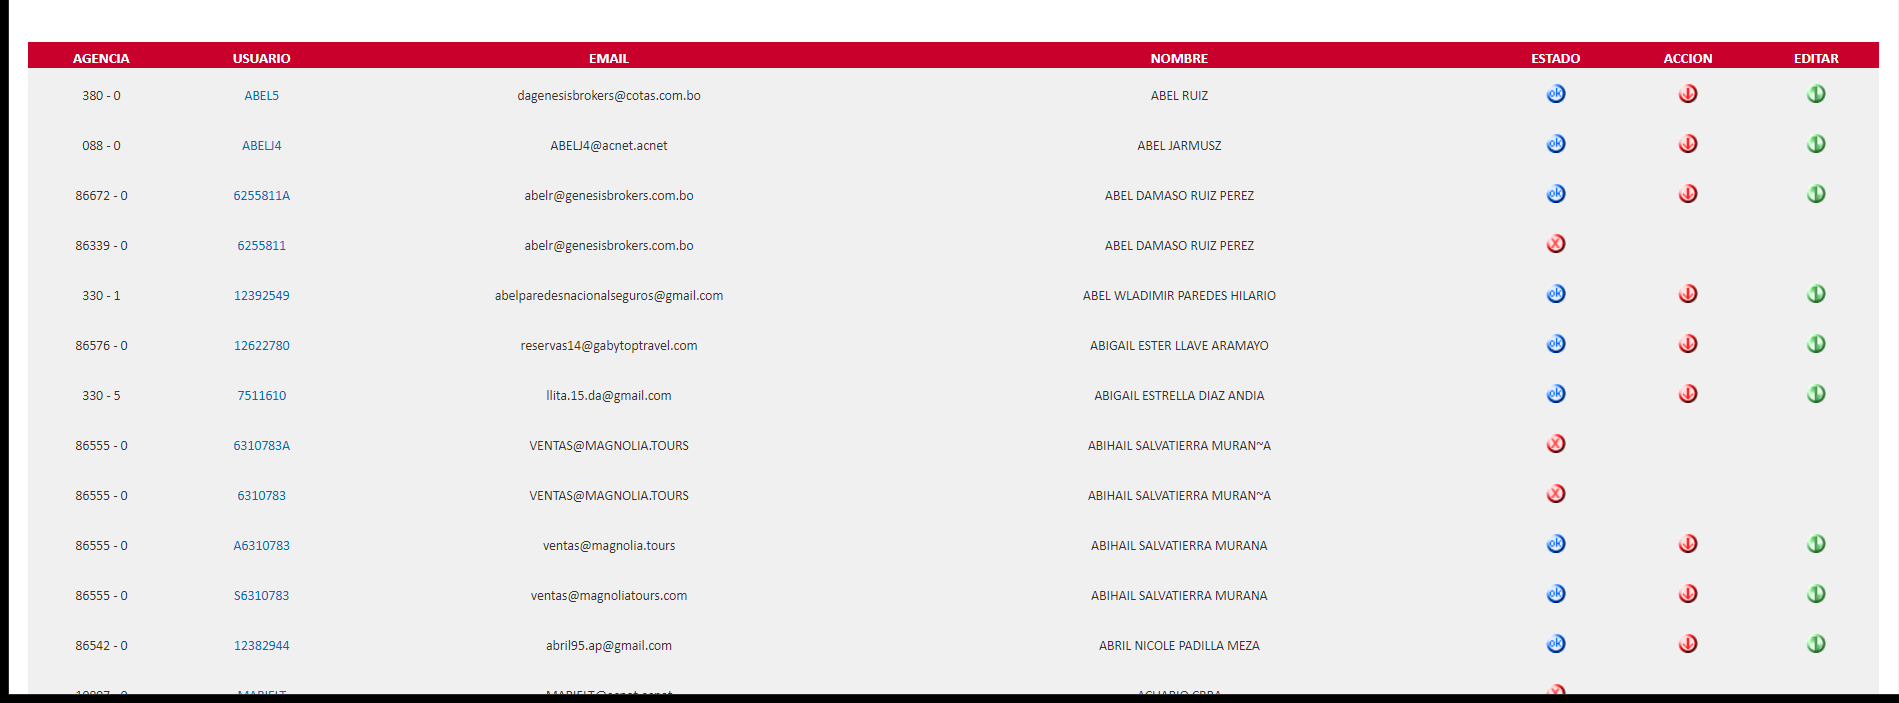 AGENCIA USUARIO EMAIL NOMBRE ESTADO ACCION EDITAR
380 - 0 ABEL5 dagenesisbrokers@cotas.com.bo ABEL RUIZ ok
088 - 0 ABELJ4 ABELJ4@acnet.acnet ABEL JARMUSZ ok
86672 - 0 6255811A abelr@genesisbrokers.com.bo ABEL DAMASO RUIZ PEREZ ok
86339 - 0 6255811 abelr@genesisbrokers.com.bo ABEL DAMASO RUIZ PEREZ
330 - 1 12392549 abelparedesnacionalseguros@gmail.com ABEL WLADIMIR PAREDES HILARIO ok
86576 - 0 12622780 reservas14@gabytoptravel.com ABIGAIL ESTER LLAVE ARAMAYO ok
330 - 5 7511610 llita.15.da@gmail.com ABIGAIL ESTRELLA DIAZ ANDIA ok
86555 - 0 6310783A VENTAS@MAGNOLIA.TOURS ABIHAIL SALVATIERRA MURAN~A
86555 - 0 6310783 VENTAS@MAGNOLIA.TOURS ABIHAIL SALVATIERRA MURAN~A
86555 - 0 A6310783 ventas@magnolia.tours ABIHAIL SALVATIERRA MURANA ok
86555 - 0 S6310783 ventas@magnoliatours.com ABIHAIL SALVATIERRA MURANA ok
86542 - 0 12382944 abril95.ap@gmail.com ABRIL NICOLE PADILLA MEZA ok